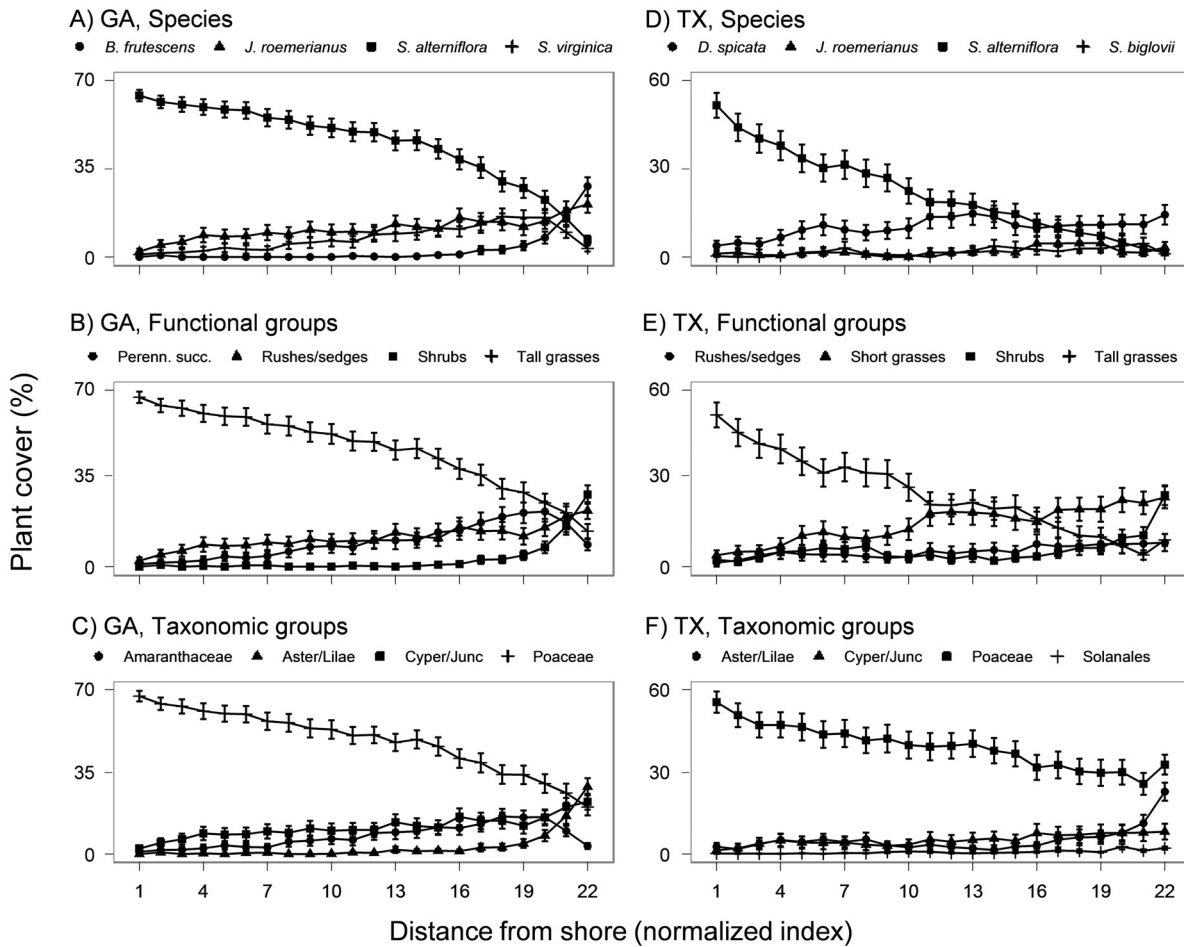 A) GA, Species
B. frutescens J. roemerianus S. alterniflora S. virginica
70
35
0
B) GA, Functional groups
Perenn. succ. Rushes/sedges Shrubs Tall grasses
70
35
0
C) GA, Taxonomic groups
Amaranthaceae Aster/Lilae Cyper/Junc Poaceae
70
35
0
1 4 7 10 13 16 19 22
D) TX, Species
D. spicata J. roemerianus S. alterniflora S. biglovii
60
30
0
E) TX, Functional groups
Rushes/sedges Short grasses Shrubs Tall grasses
60
30
0
F) TX, Taxonomic groups
Aster/Lilae Cyper/Junc Poaceae Solanales
60
30
0
1 4 7 10 13 16 19 22
Plant cover (%)
Distance from shore (normalized index)